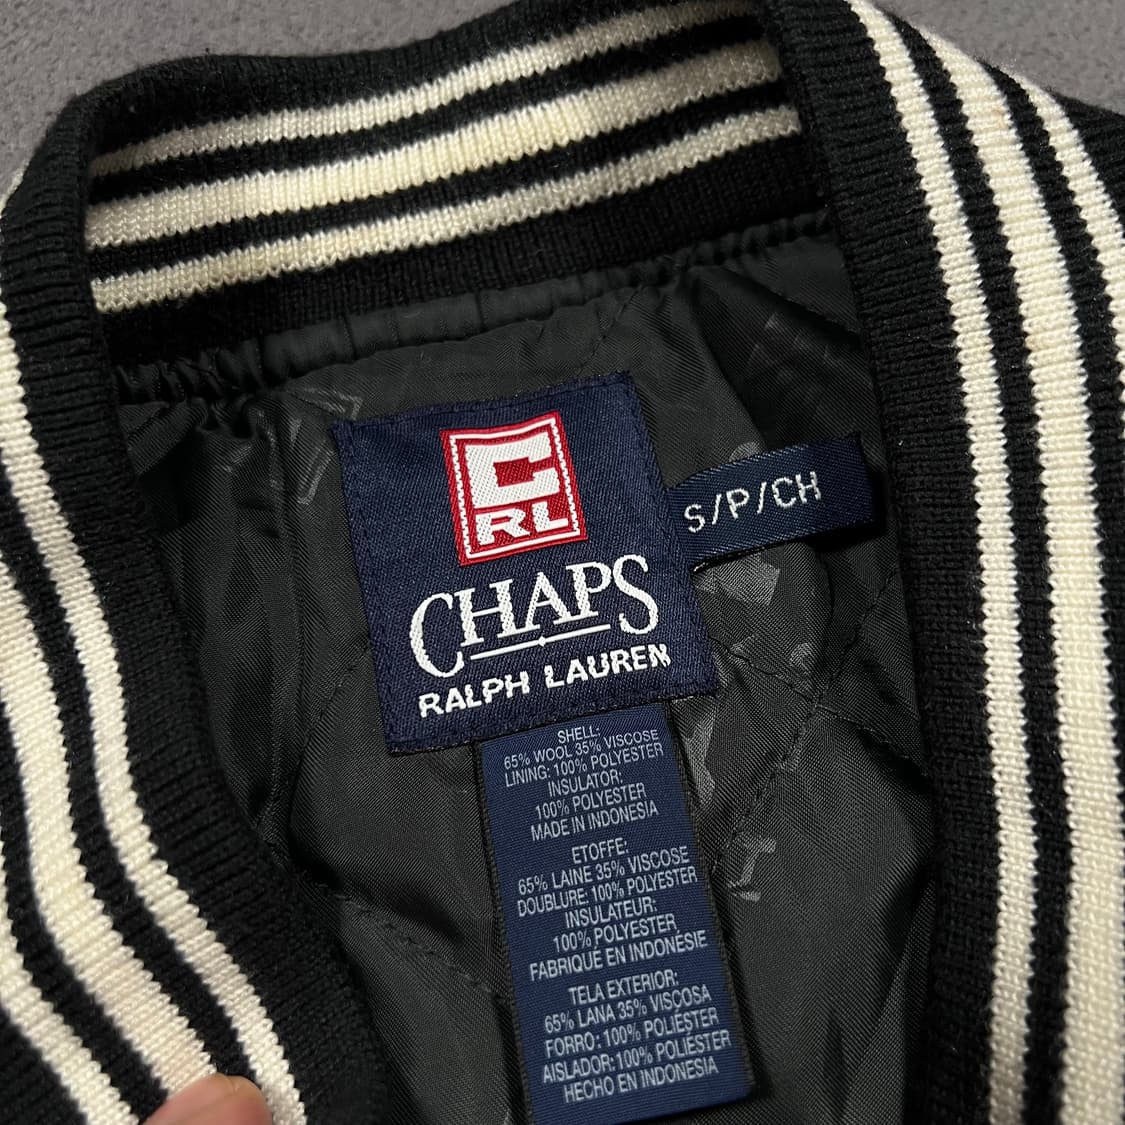 C
RL
CHAPS
RALPH LAUREN
S/P/CH
SHELL:
65% WOOL 35% VISCOSE
LINING: 100% POLYESTER
INSULATOR:
100% POLYESTER
MADE IN INDONESIA
ETOFFE:
65% LAINE 35% VISCOSE
DOUBLURE: 100% POLYESTER
INSULATEUR:
100% POLYESTER
FABRIQUE EN INDONÉSIE
TELA EXTERIOR:
65% LANA 35% VISCOSA
FORRO: 100% POLIÉSTER
AISLADOR: 100% POLIÉSTER
HECHO EN INDONESIA